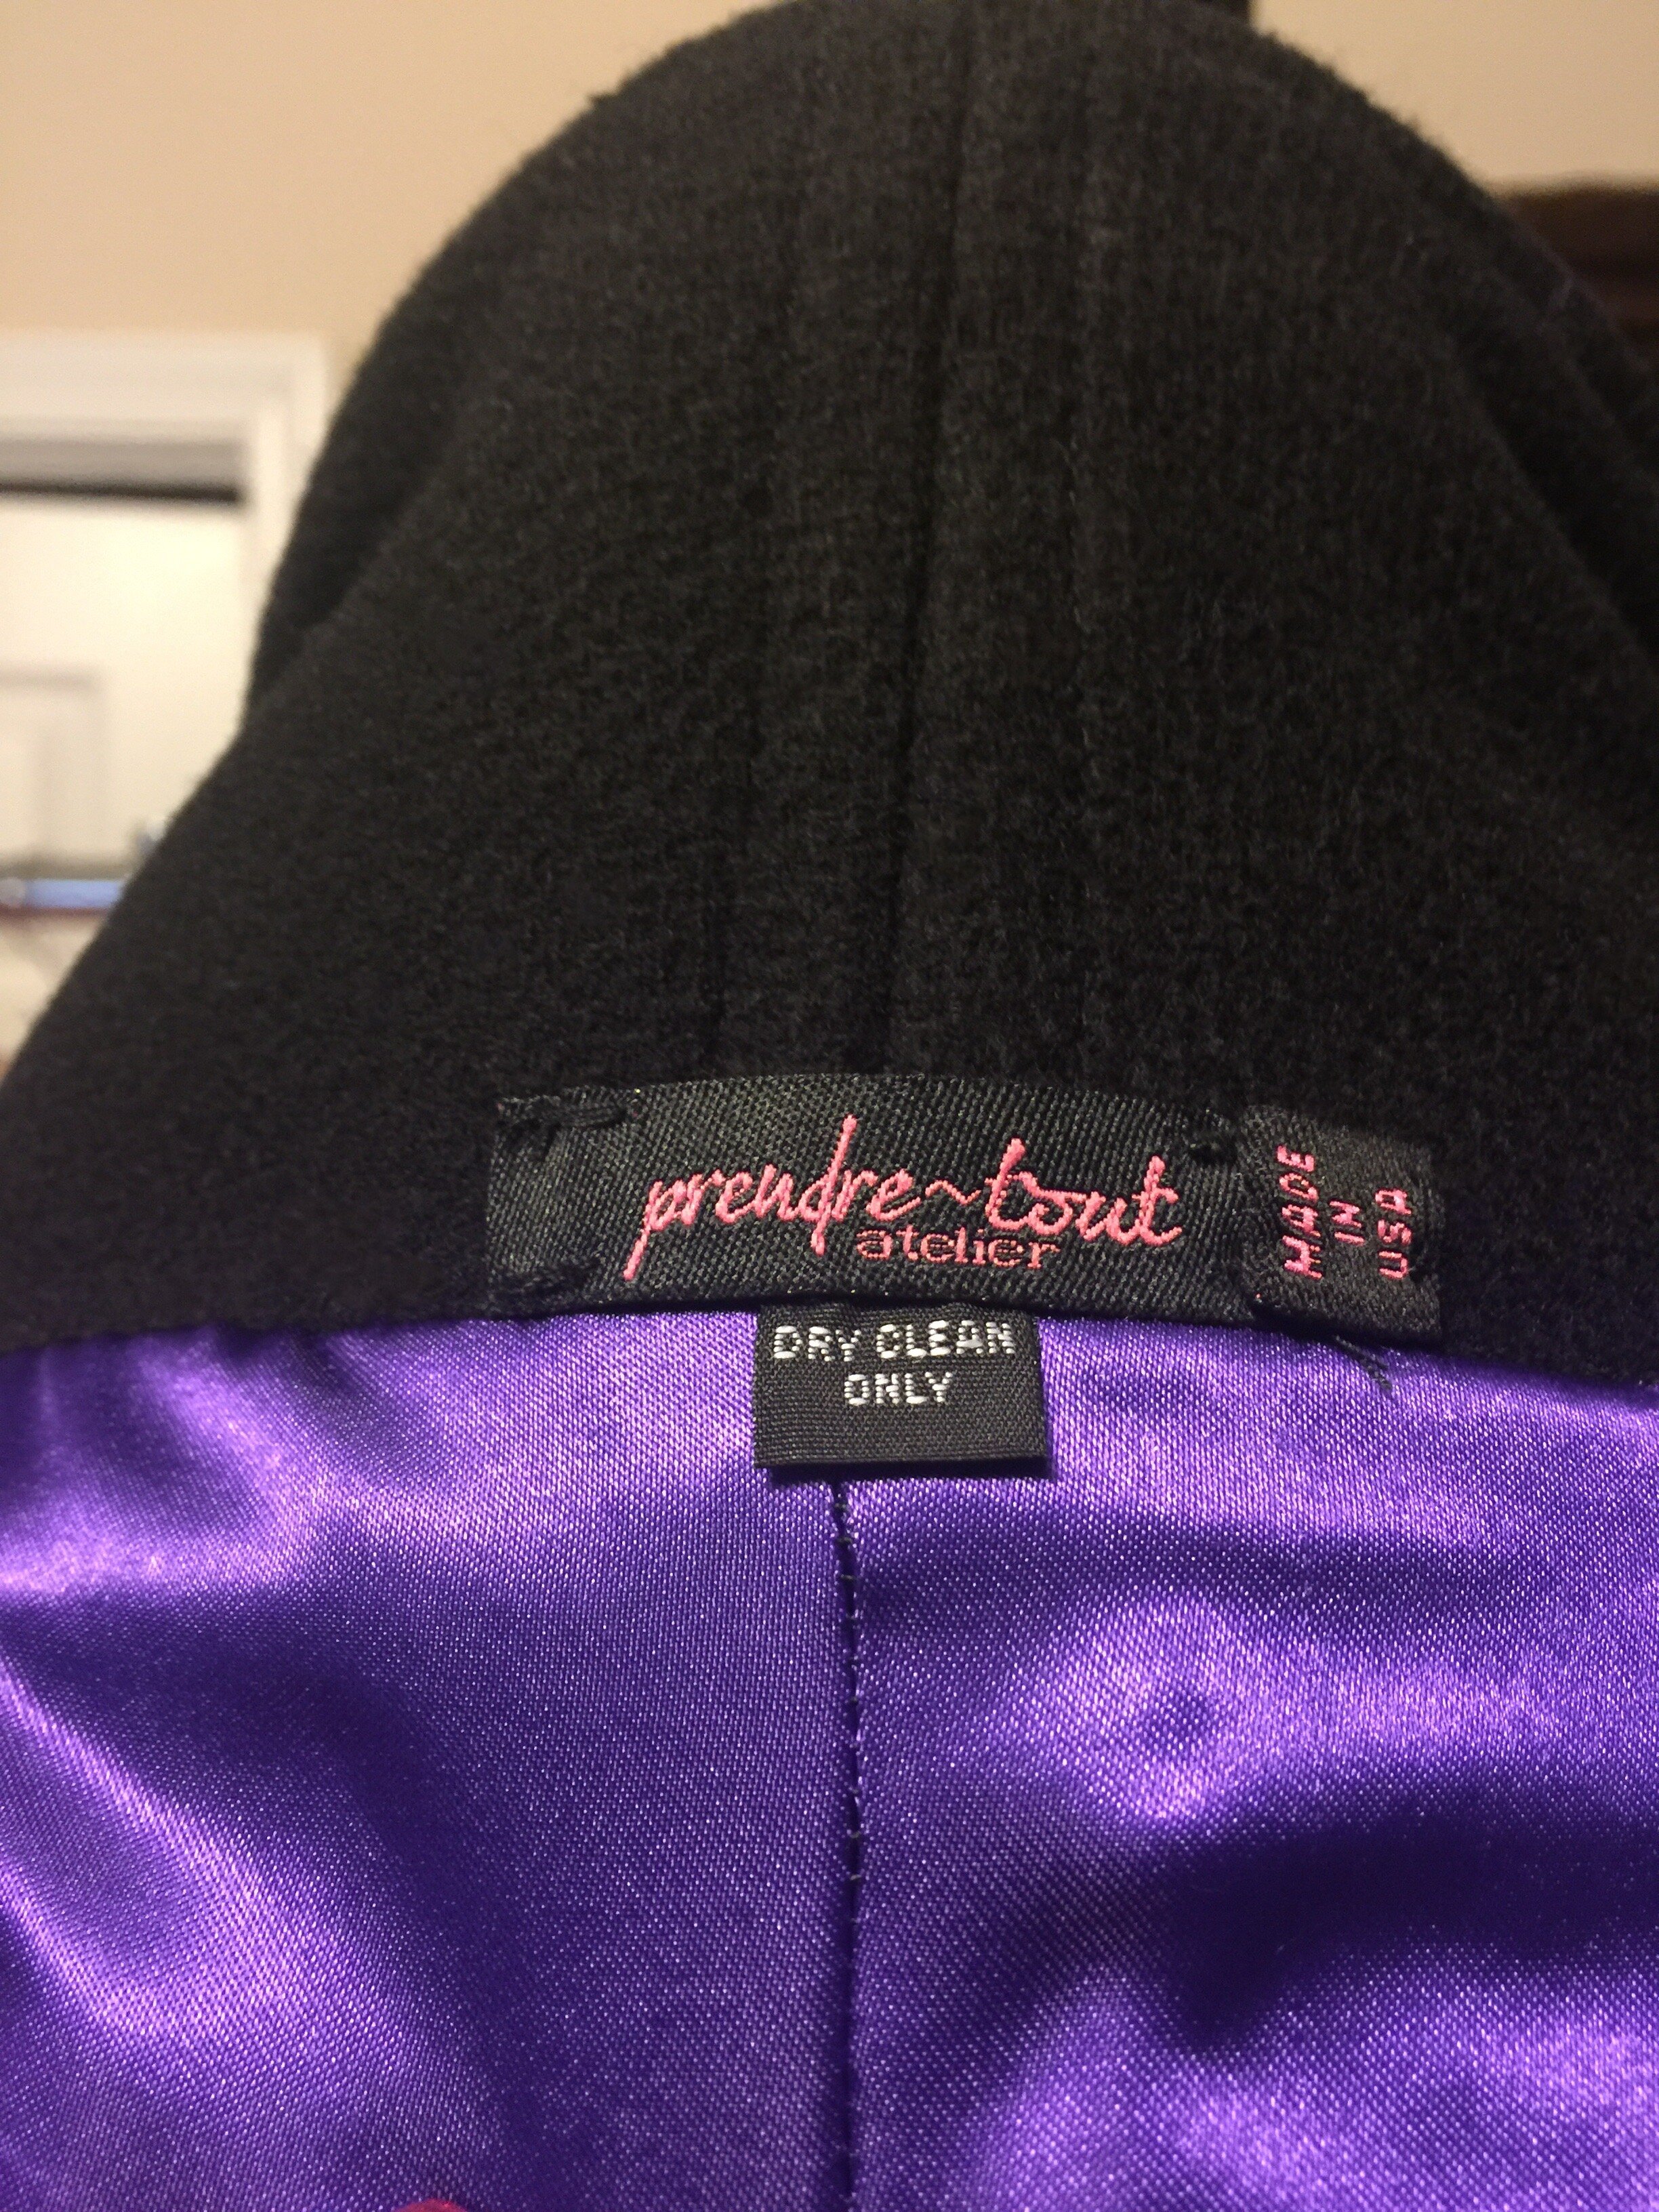 prendre~tout
atelier
MADE
IN
USA
DRY CLEAN
ONLY